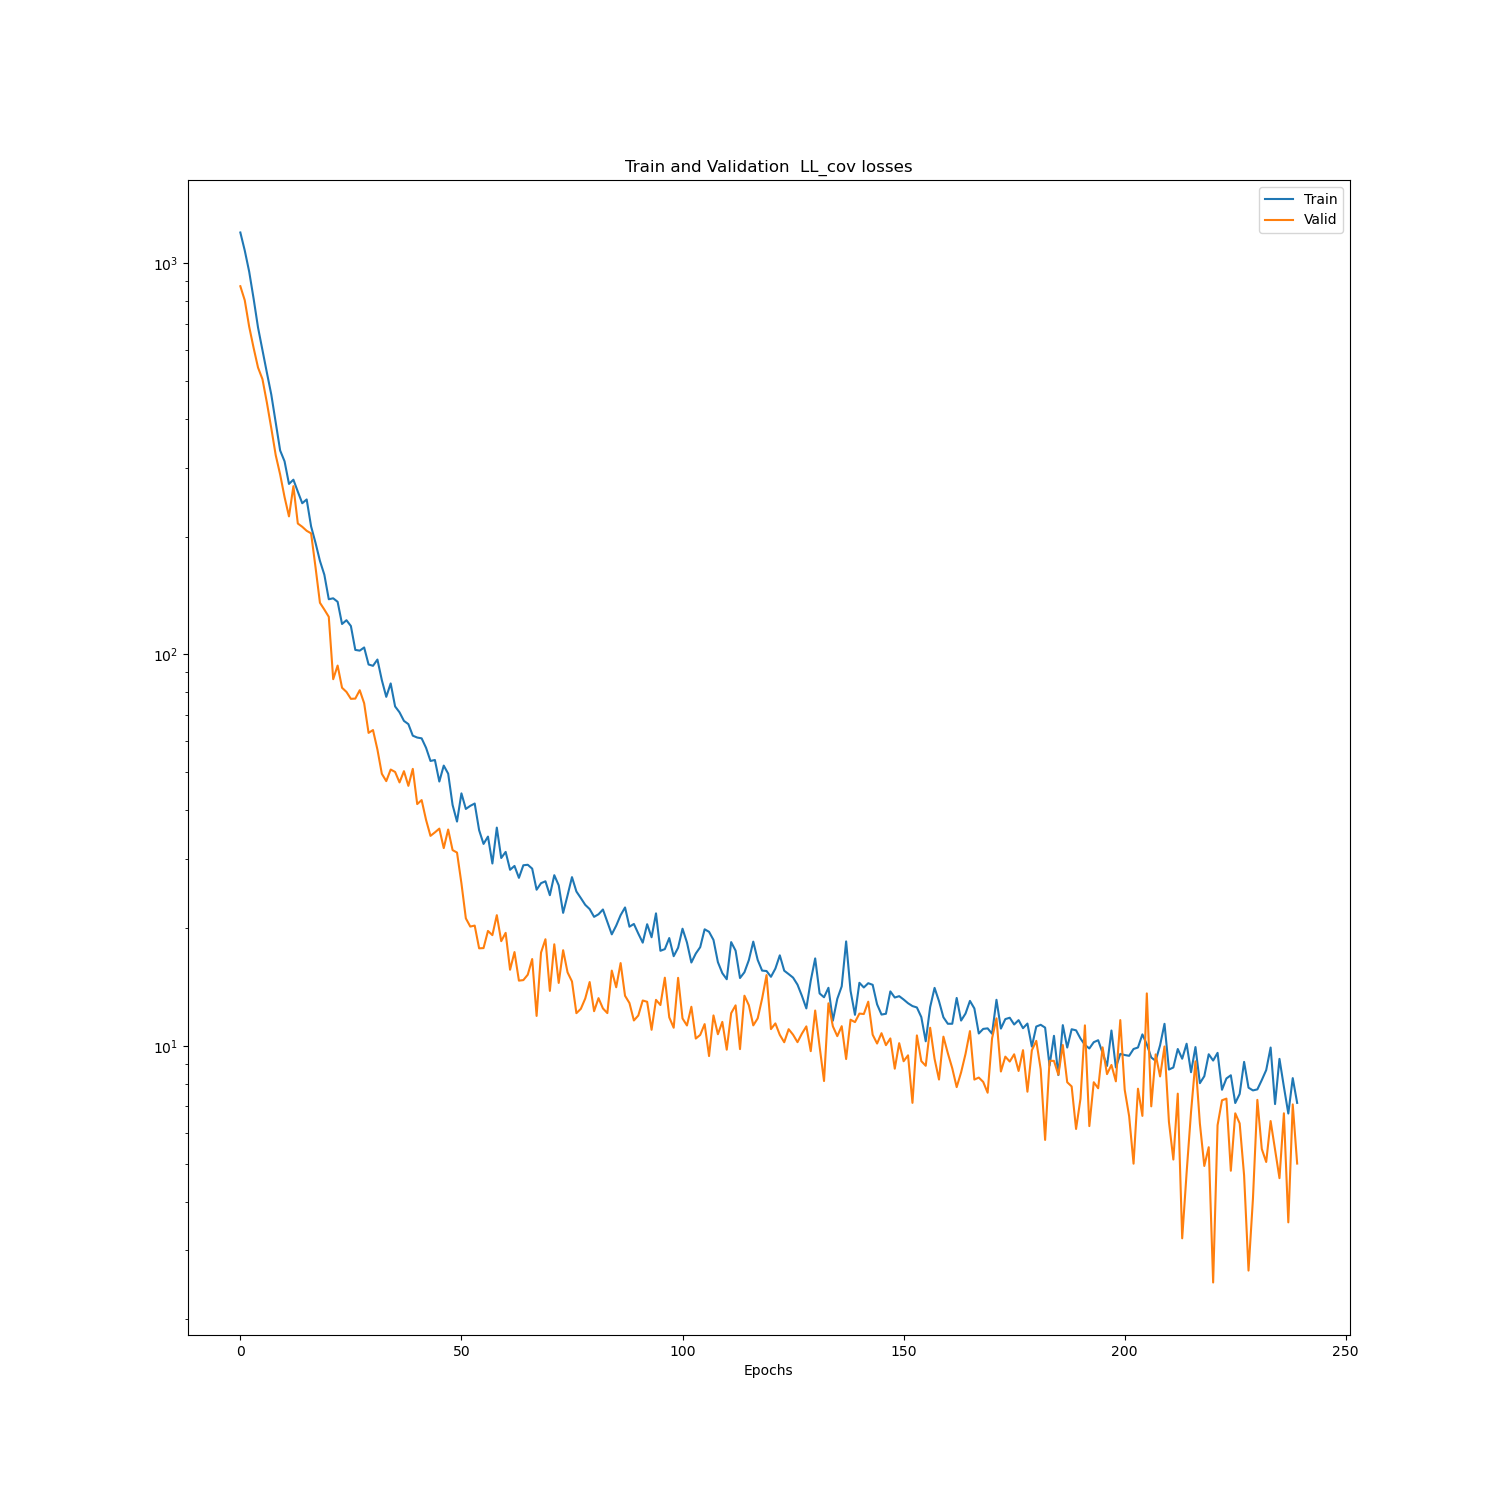 Train and Validation  LL_cov losses
Train
Valid
10³
10²
10¹
0 50 100 150 200 250
Epochs